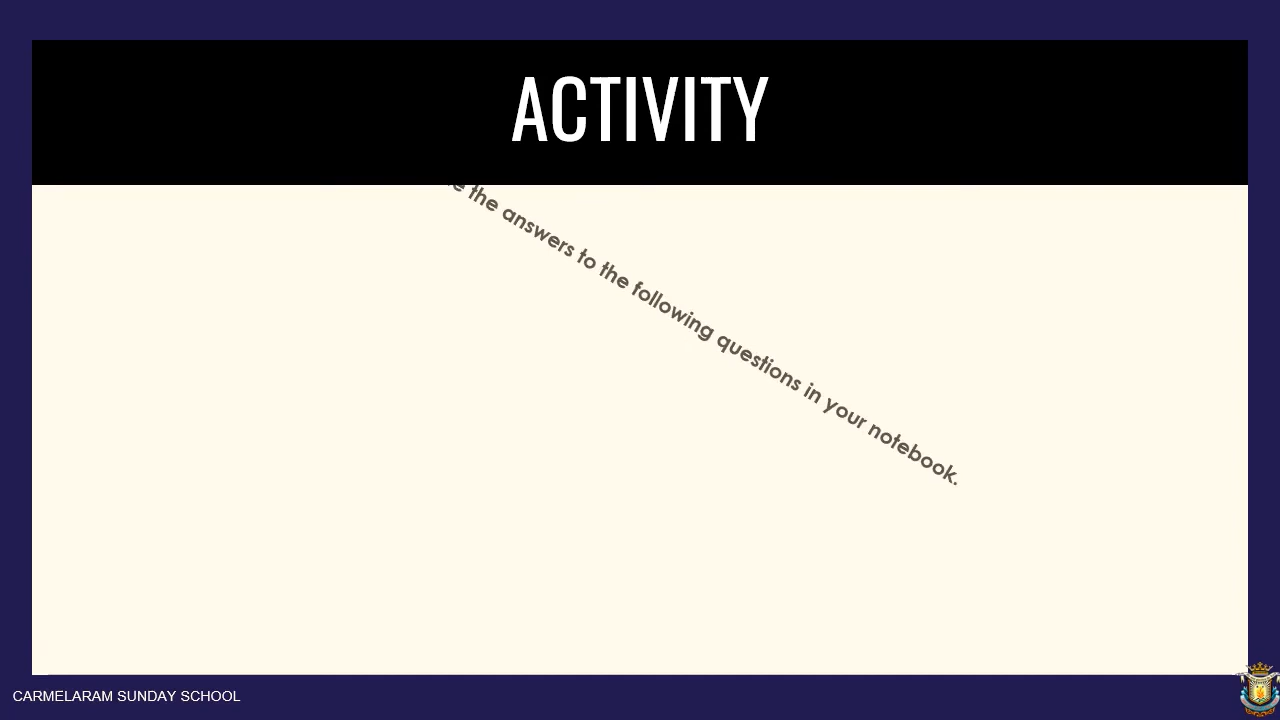 ACTIVITY
the answers to the following questions in your notebook.
CARMELARAM SUNDAY SCHOOL